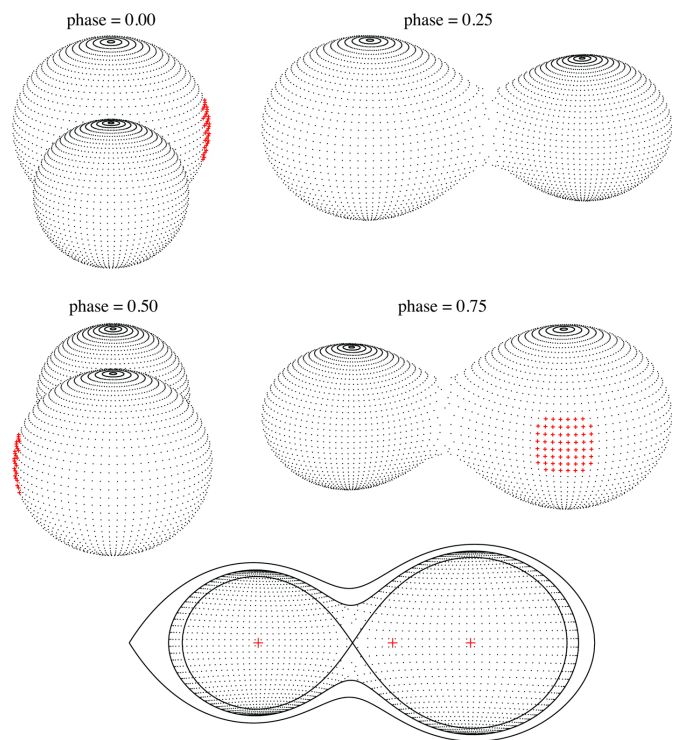 phase = 0.00
phase = 0.25
phase = 0.50
phase = 0.75